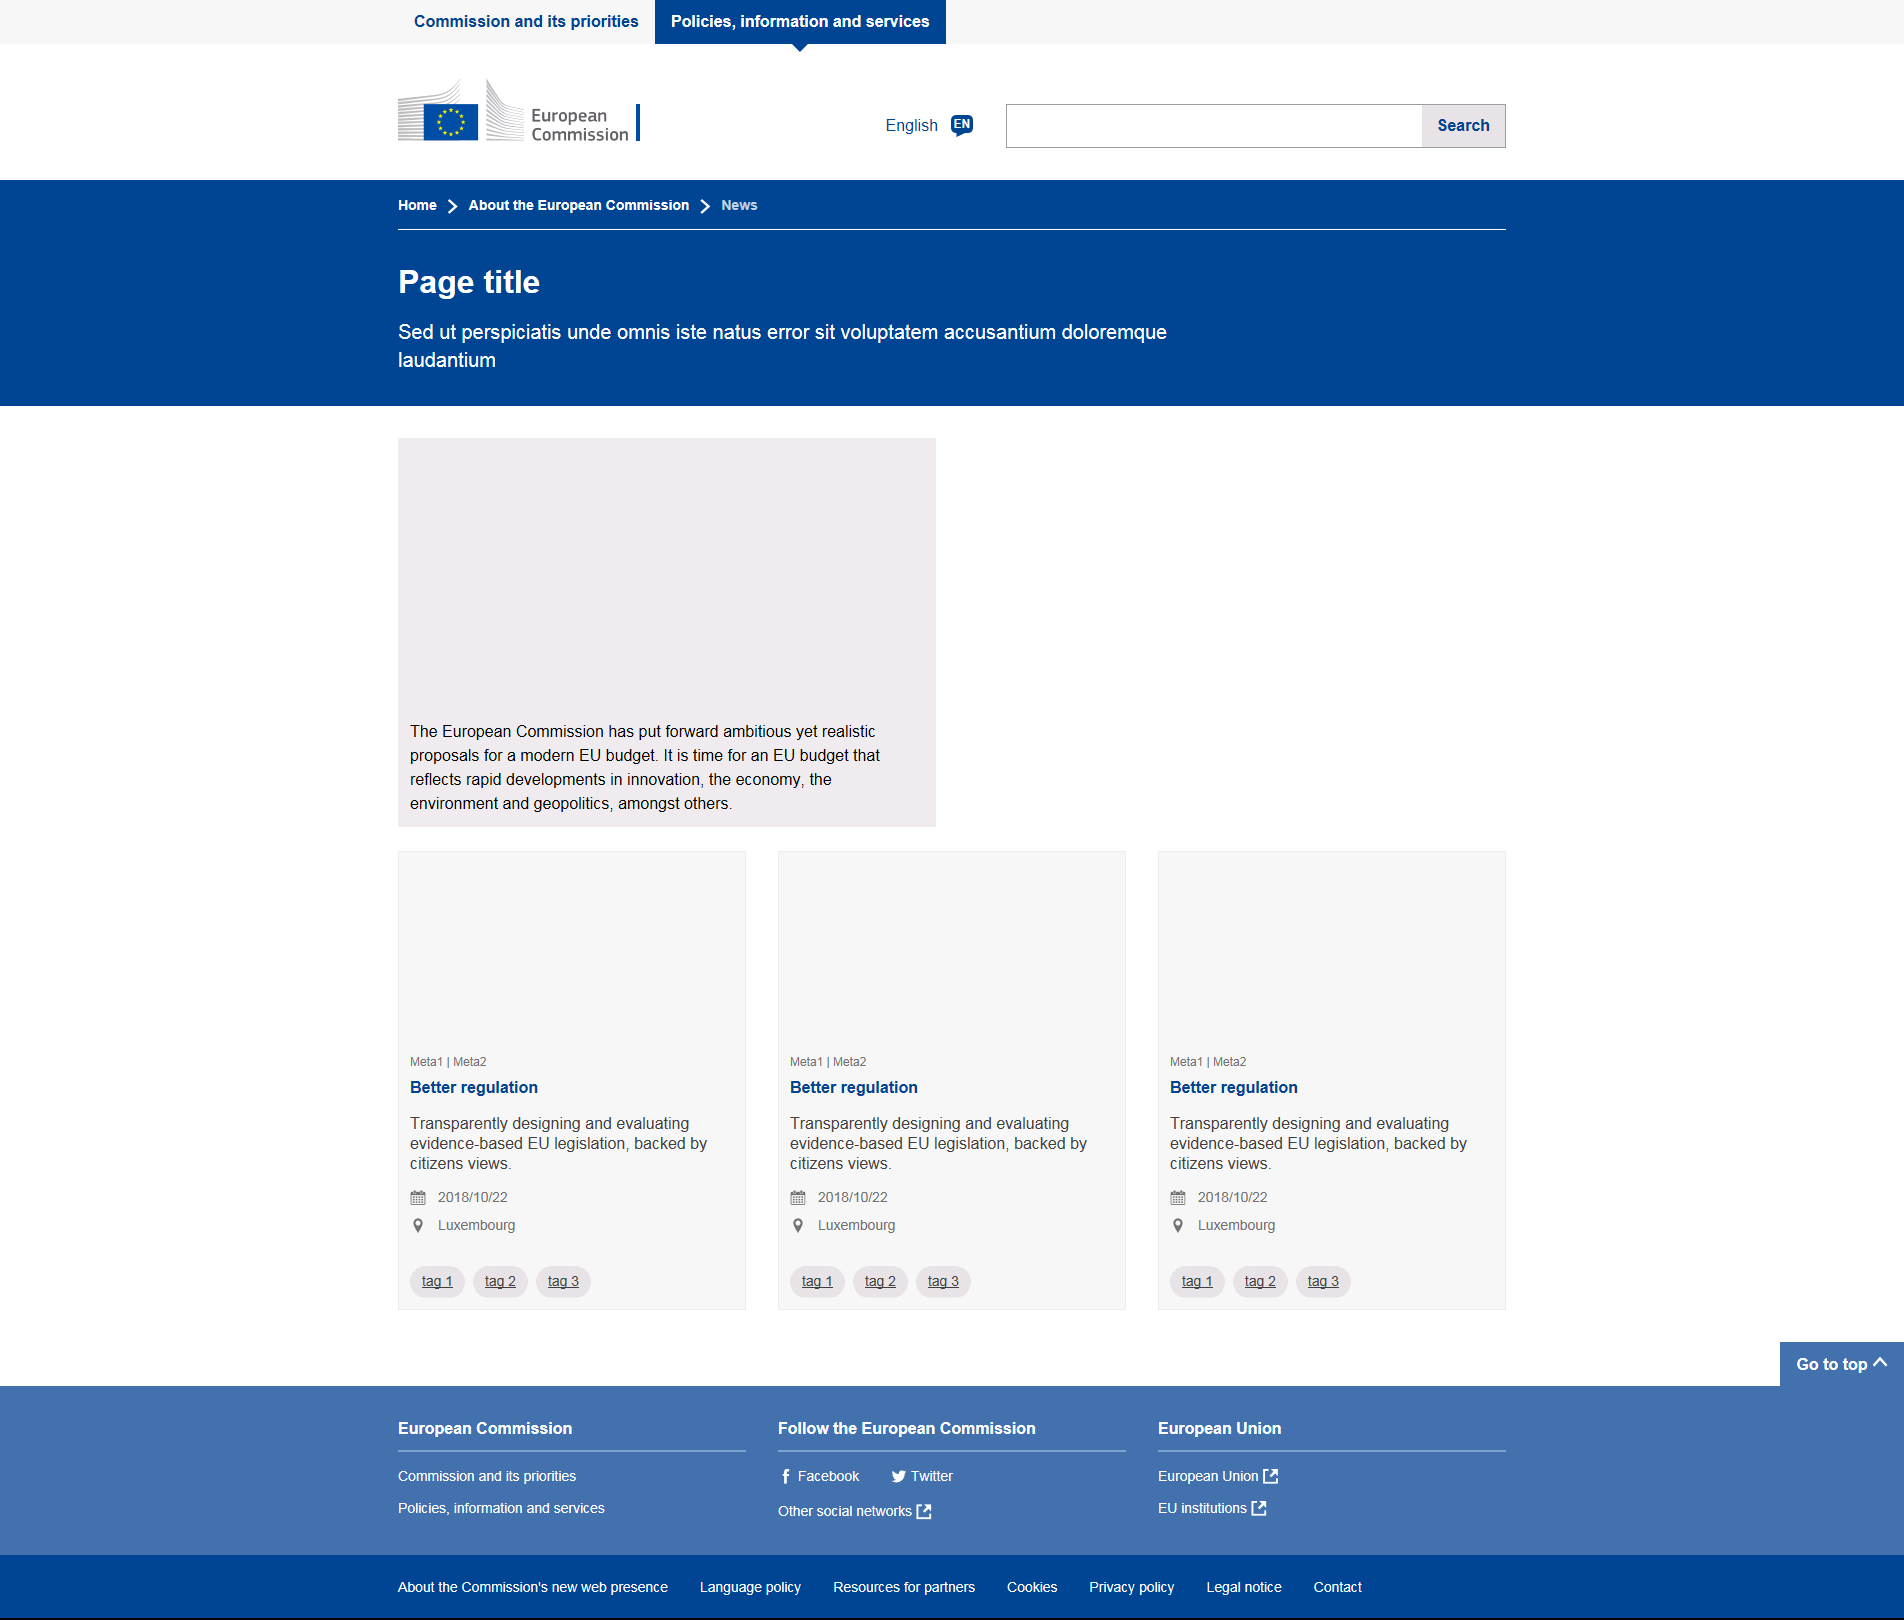 Commission and its priorities
Policies, information and services
European
Commission
English
EN
Search
Home
About the European Commission
News
Page title
Sed ut perspiciatis unde omnis iste natus error sit voluptatem accusantium doloremque
laudantium
The European Commission has put forward ambitious yet realistic
proposals for a modern EU budget. It is time for an EU budget that
reflects rapid developments in innovation, the economy, the
environment and geopolitics, amongst others.
Meta1 | Meta2
Better regulation
Transparently designing and evaluating
evidence-based EU legislation, backed by
citizens views.
2018/10/22
Luxembourg
tag 1
tag 2
tag 3
Meta1 | Meta2
Better regulation
Transparently designing and evaluating
evidence-based EU legislation, backed by
citizens views.
2018/10/22
Luxembourg
tag 1
tag 2
tag 3
Meta1 | Meta2
Better regulation
Transparently designing and evaluating
evidence-based EU legislation, backed by
citizens views.
2018/10/22
Luxembourg
tag 1
tag 2
tag 3
Go to top
European Commission
Commission and its priorities
Policies, information and services
Follow the European Commission
Facebook
Twitter
Other social networks
European Union
European Union
EU institutions
About the Commission's new web presence
Language policy
Resources for partners
Cookies
Privacy policy
Legal notice
Contact